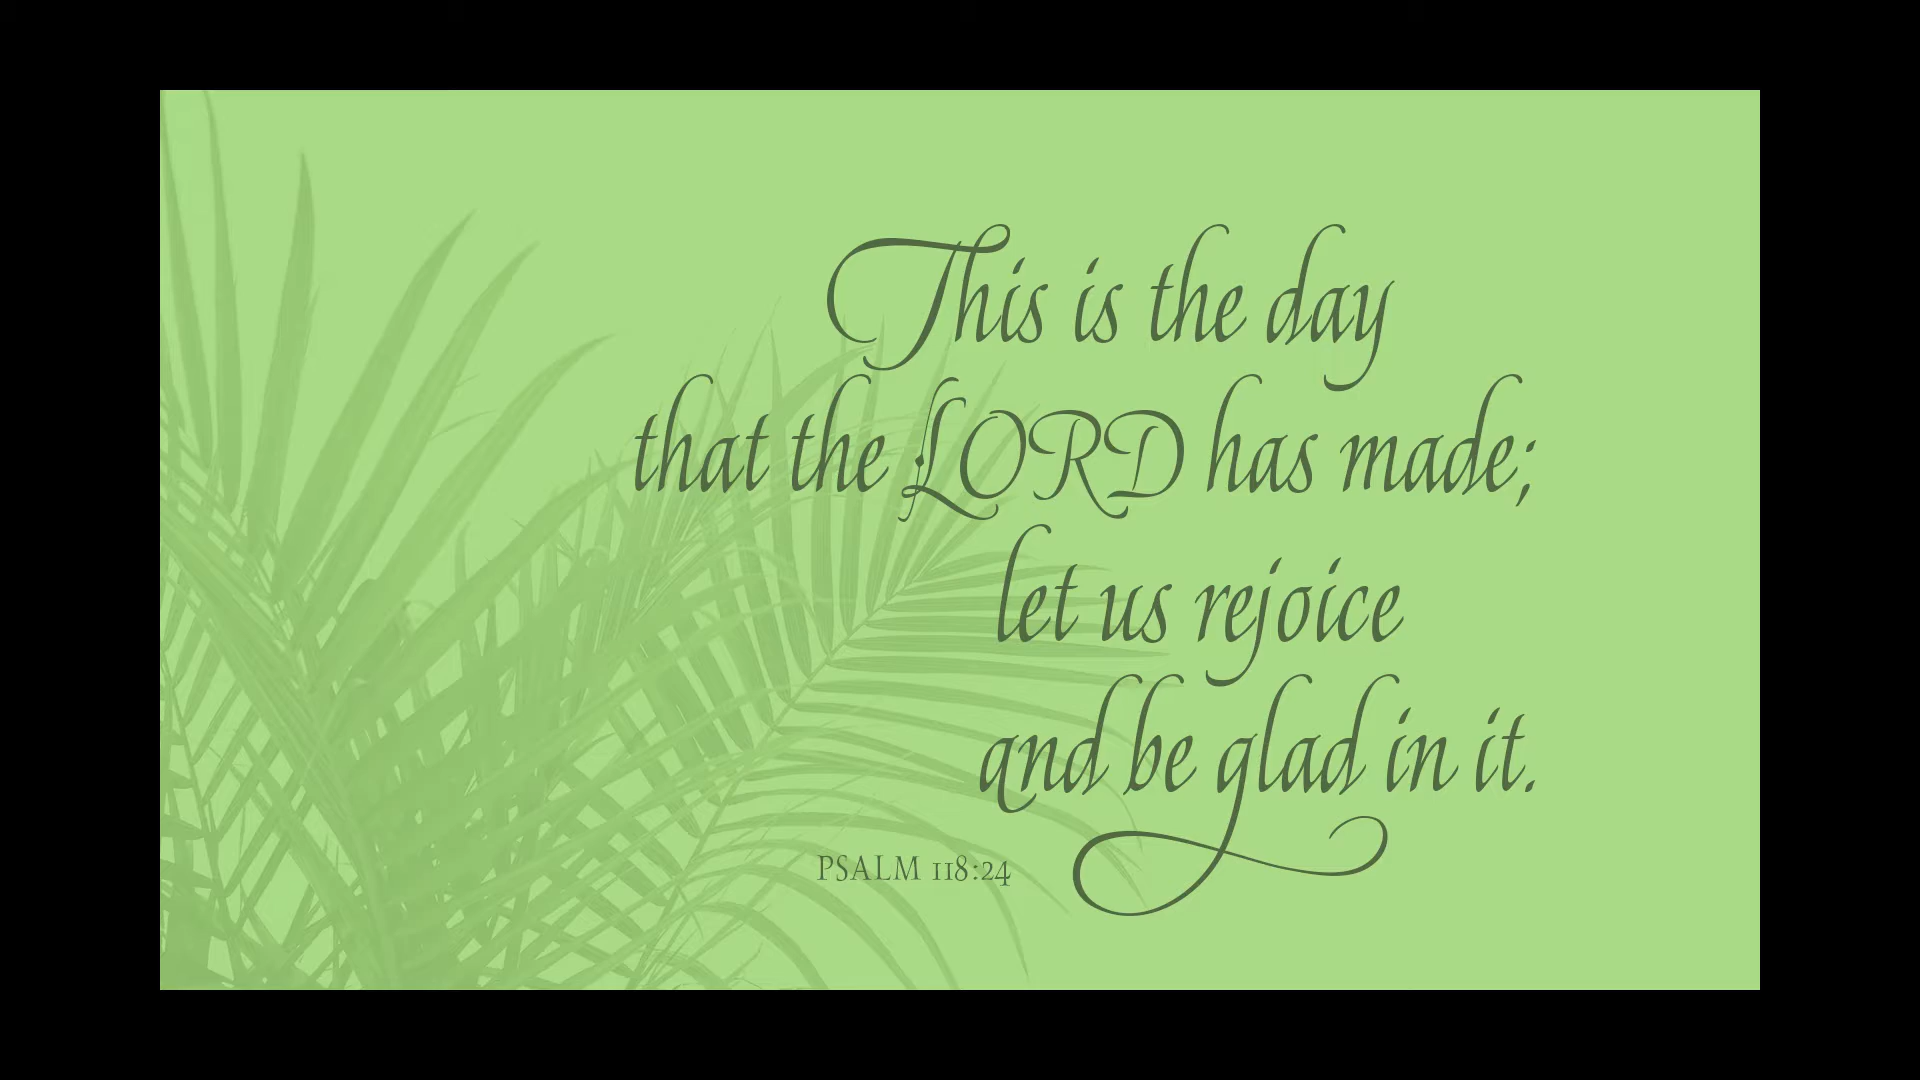 This is the day
that the LORD has made;
let us rejoice
and be glad in it.
PSALM 118:24